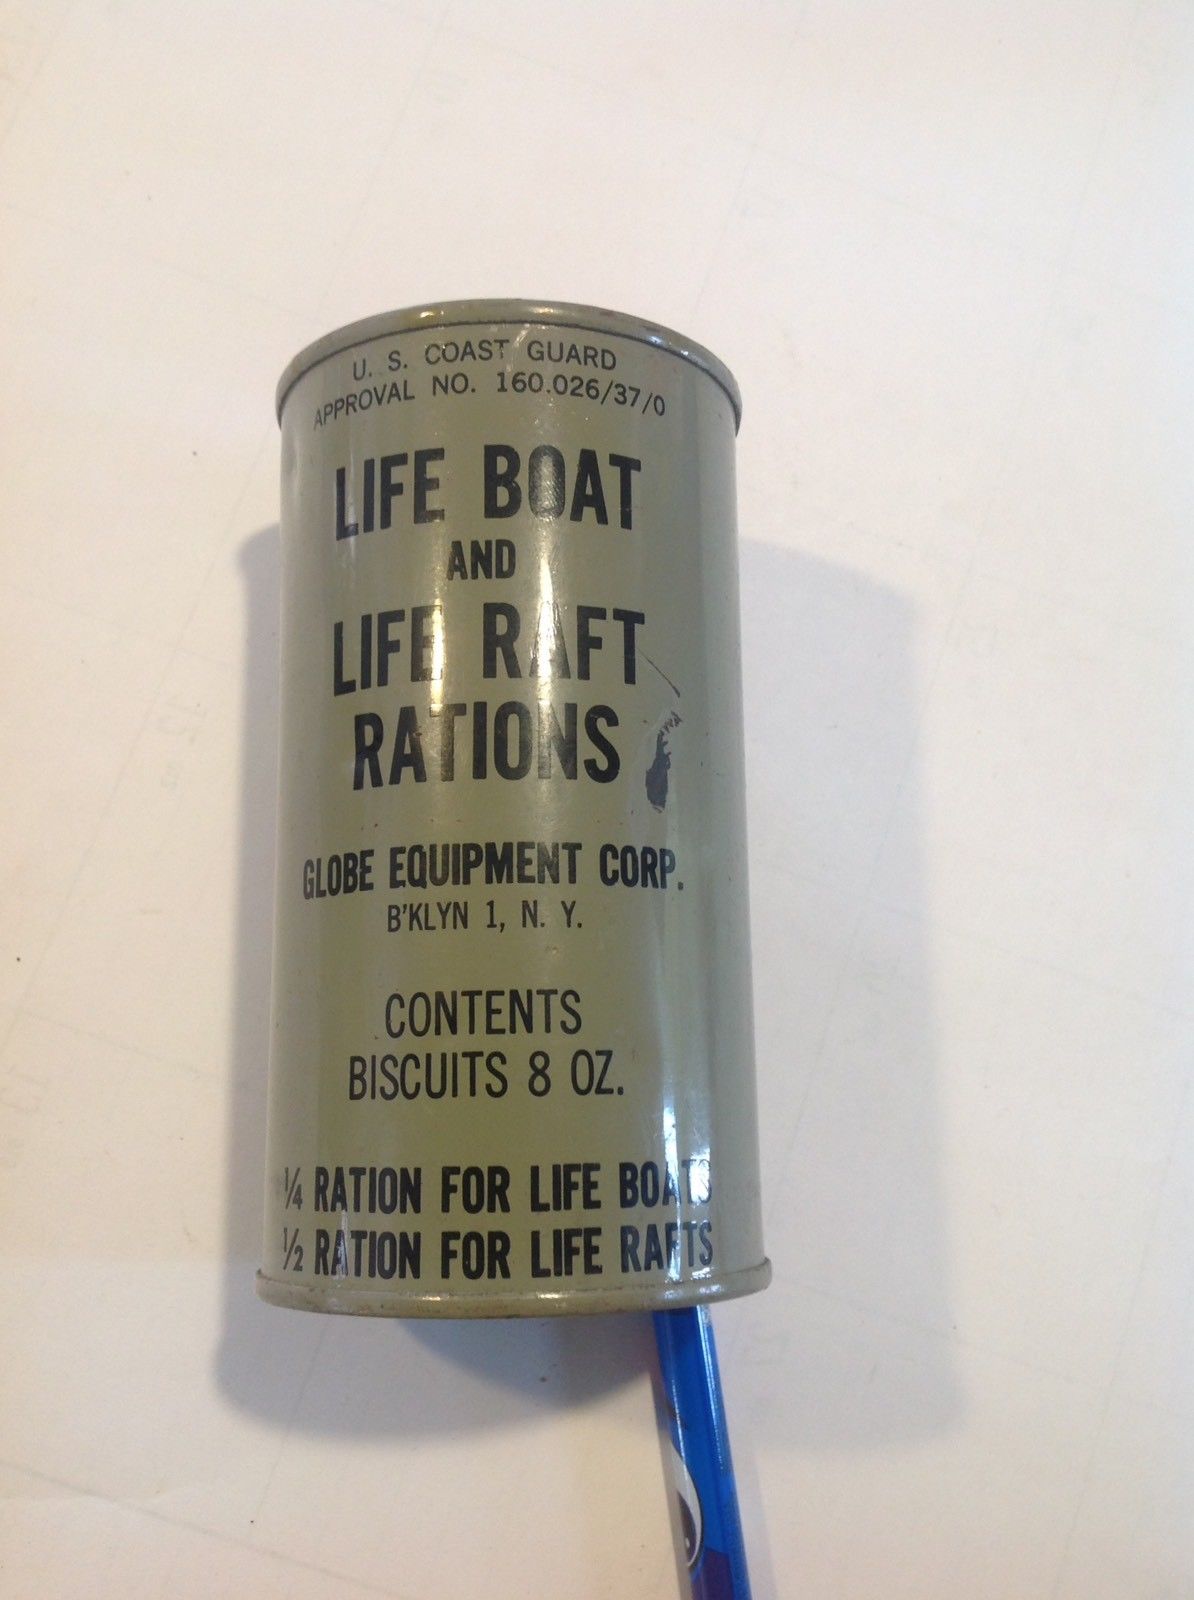 U. S. COAST GUARD
APPROVAL NO. 160.026/37/0
LIFE BOAT
AND
LIFE RAFT
RATIONS
GLOBE EQUIPMENT CORP.
B'KLYN 1, N. Y.
CONTENTS
BISCUITS 8 OZ.
1/4 RATION FOR LIFE BOATS
1/2 RATION FOR LIFE RAFTS